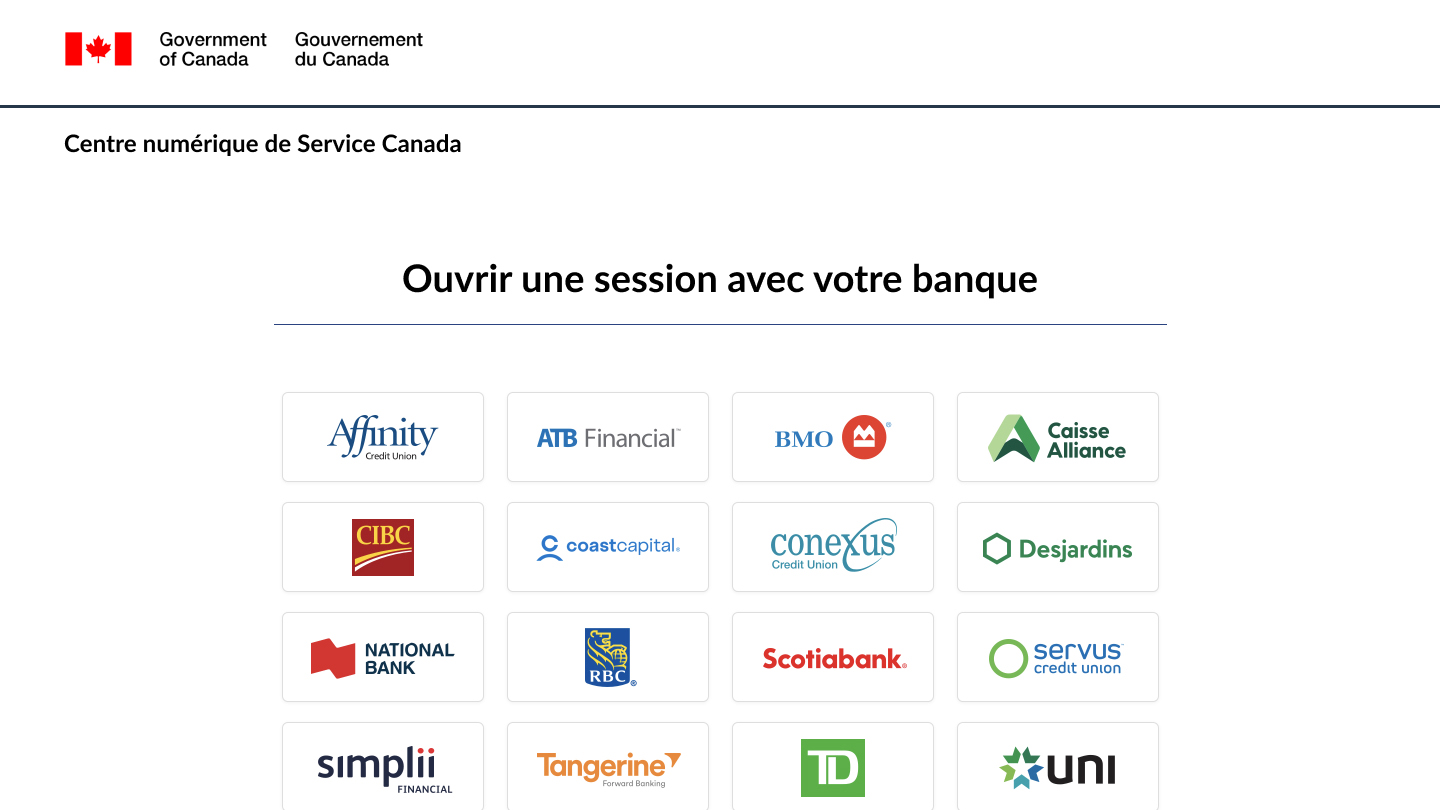 Government Gouvernement
of Canada du Canada
Centre numérique de Service Canada
Ouvrir une session avec votre banque
Affinity
Credit Union
ATB Financial™
BMO ®
Caisse
Alliance
CIBC
coastcapital®
conexus
Credit Union
Desjardins
NATIONAL
BANK
RBC ®
Scotiabank®
servus™
credit union
simplii
FINANCIAL
Tangerine
Forward Banking
TD
UNI